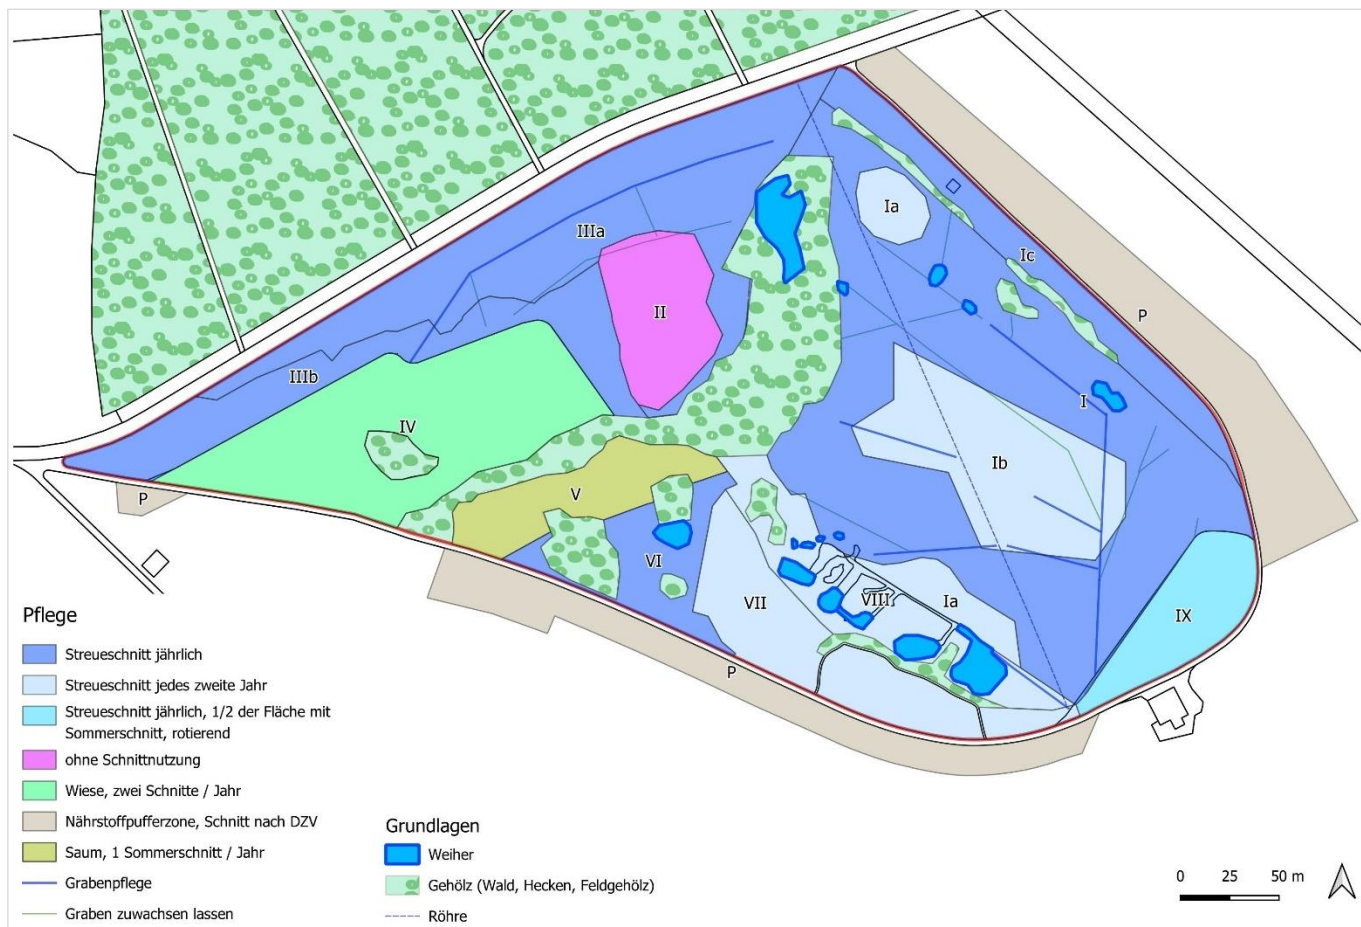 Ia
IIIa
Ic
II
P
IIIb
I
IV
Ib
P
V
VI
VII
VIII
Ia
IX
P
Pflege
Streueschnitt jährlich
Streueschnitt jedes zweite Jahr
Streueschnitt jährlich, 1/2 der Fläche mit
Sommerschnitt, rotierend
ohne Schnittnutzung
Wiese, zwei Schnitte / Jahr
Nährstoffpufferzone, Schnitt nach DZV
Saum, 1 Sommerschnitt / Jahr
Grabenpflege
Graben zuwachsen lassen
Grundlagen
Weiher
Gehölz (Wald, Hecken, Feldgehölz)
Röhre
0 25 50 m